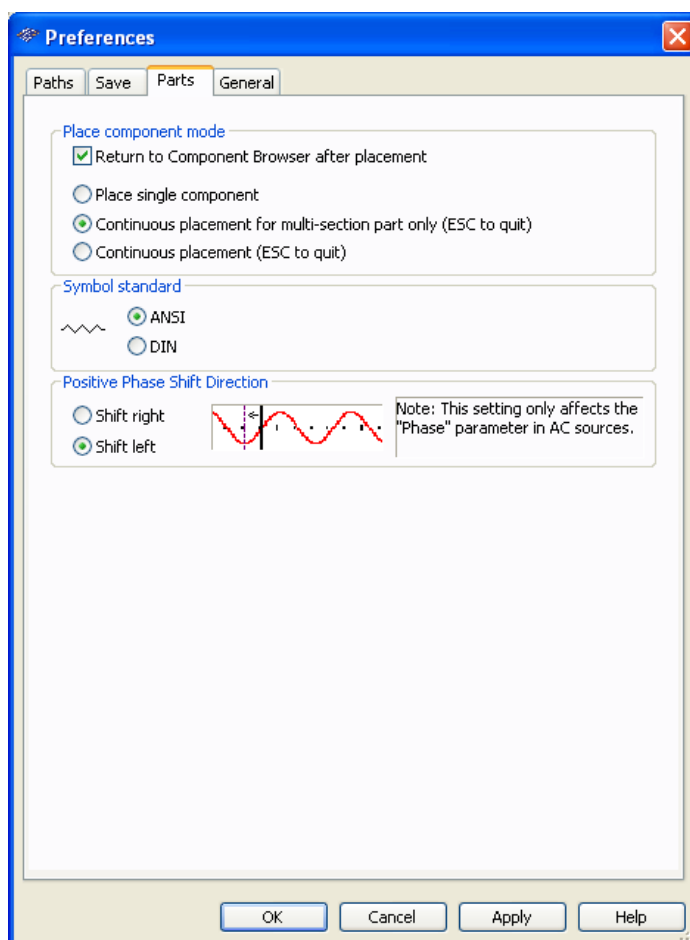 Preferences
Paths Save Parts General
Place component mode
Return to Component Browser after placement
Place single component
Continuous placement for multi-section part only (ESC to quit)
Continuous placement (ESC to quit)
Symbol standard
ANSI
DIN
Positive Phase Shift Direction
Shift right
Shift left
Note: This setting only affects the
"Phase" parameter in AC sources.
OK Cancel Apply Help